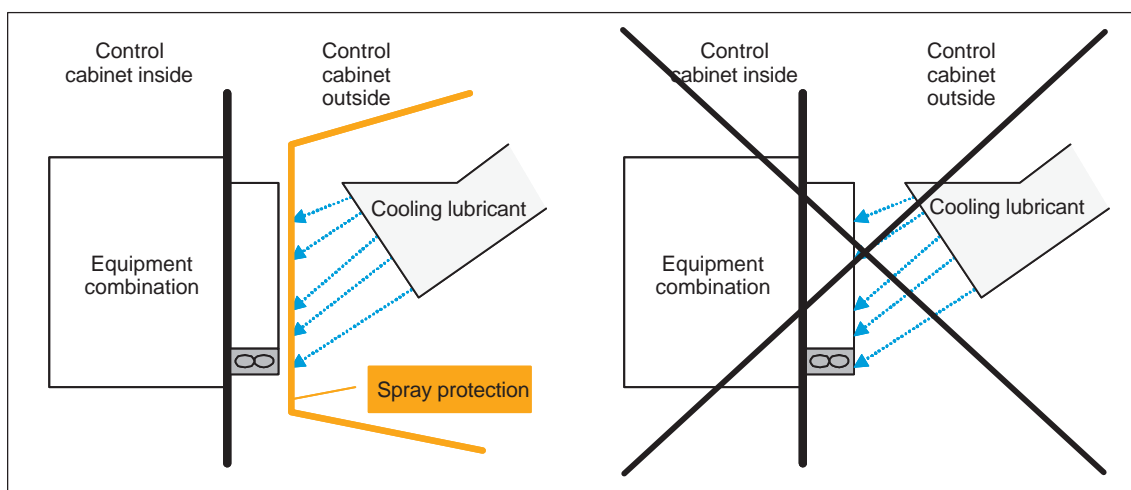 Control
cabinet inside
Control
cabinet
outside
Cooling lubricant
Equipment
combination
Spray protection
Control
cabinet inside
Control
cabinet
outside
Cooling lubricant
Equipment
combination